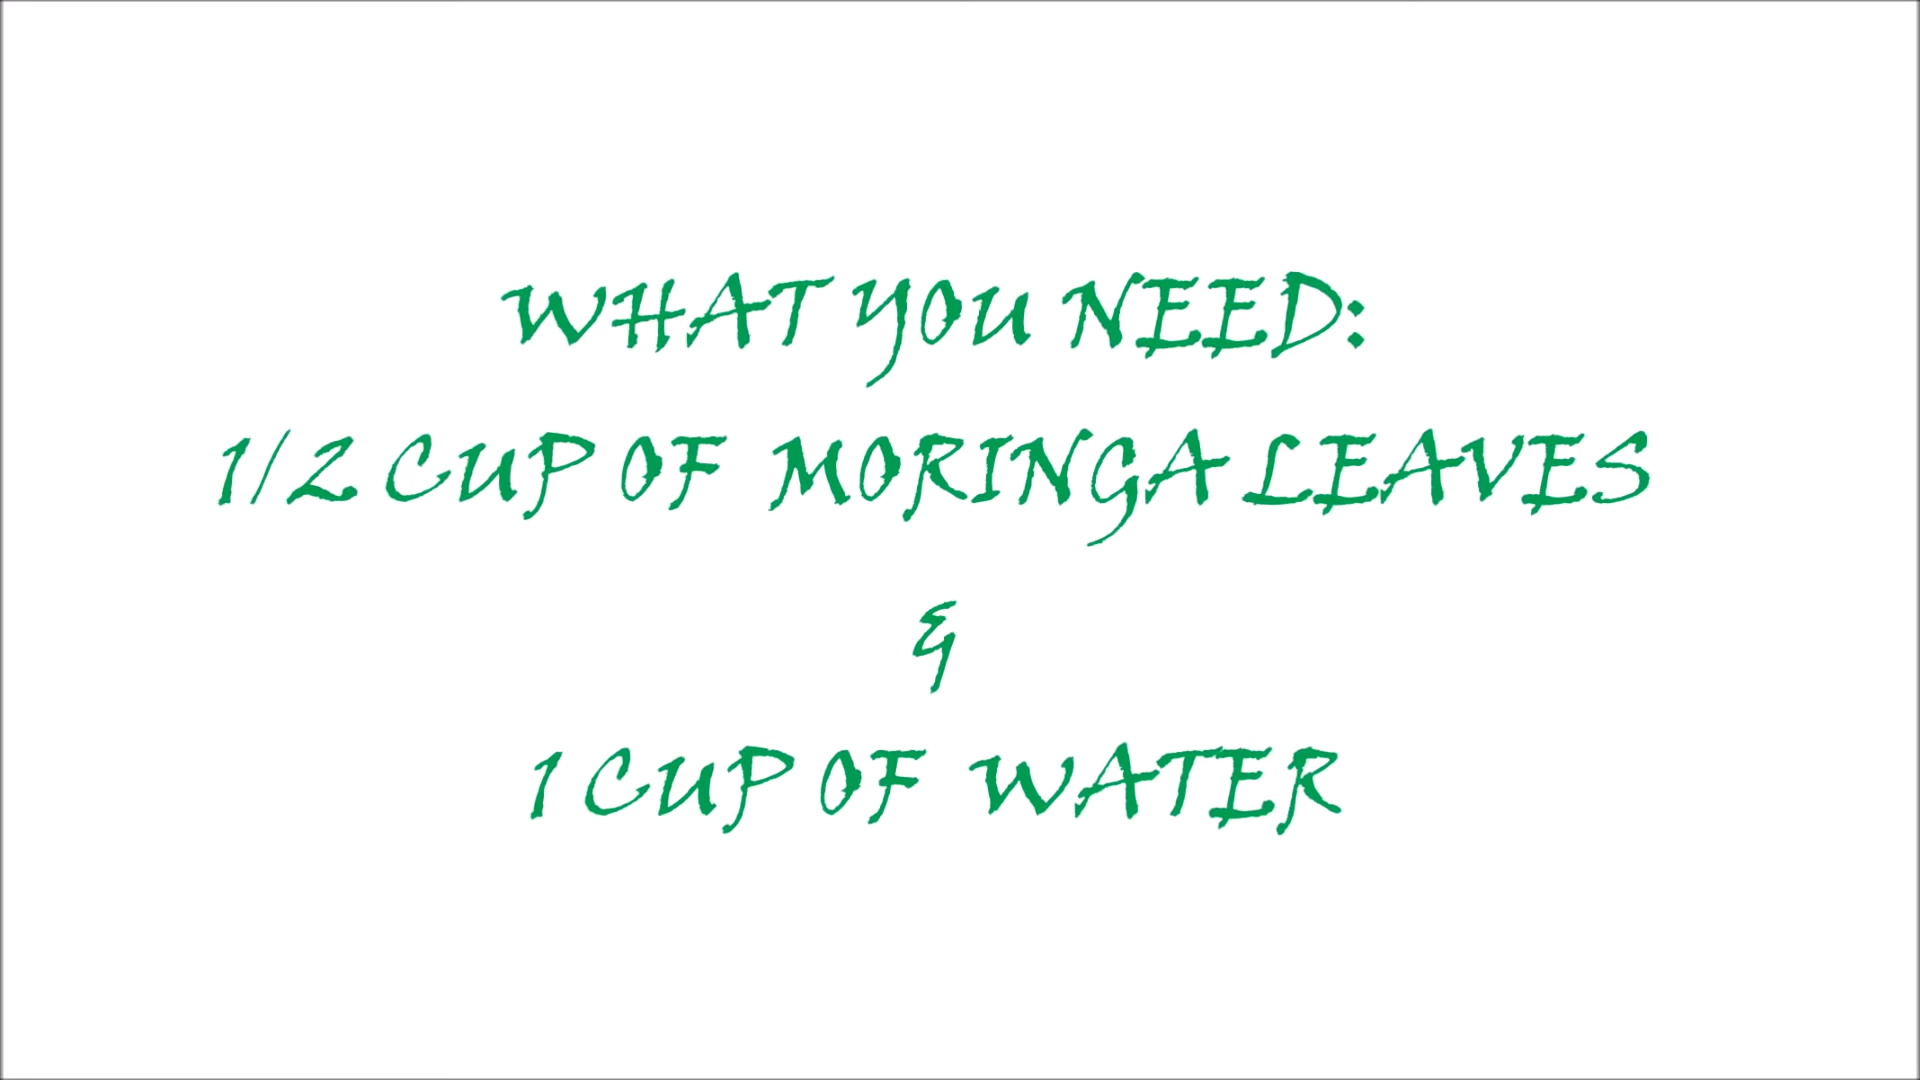 WHAT YOU NEED:
1/2 CUP OF MORINGA LEAVES
&
1 CUP OF WATER